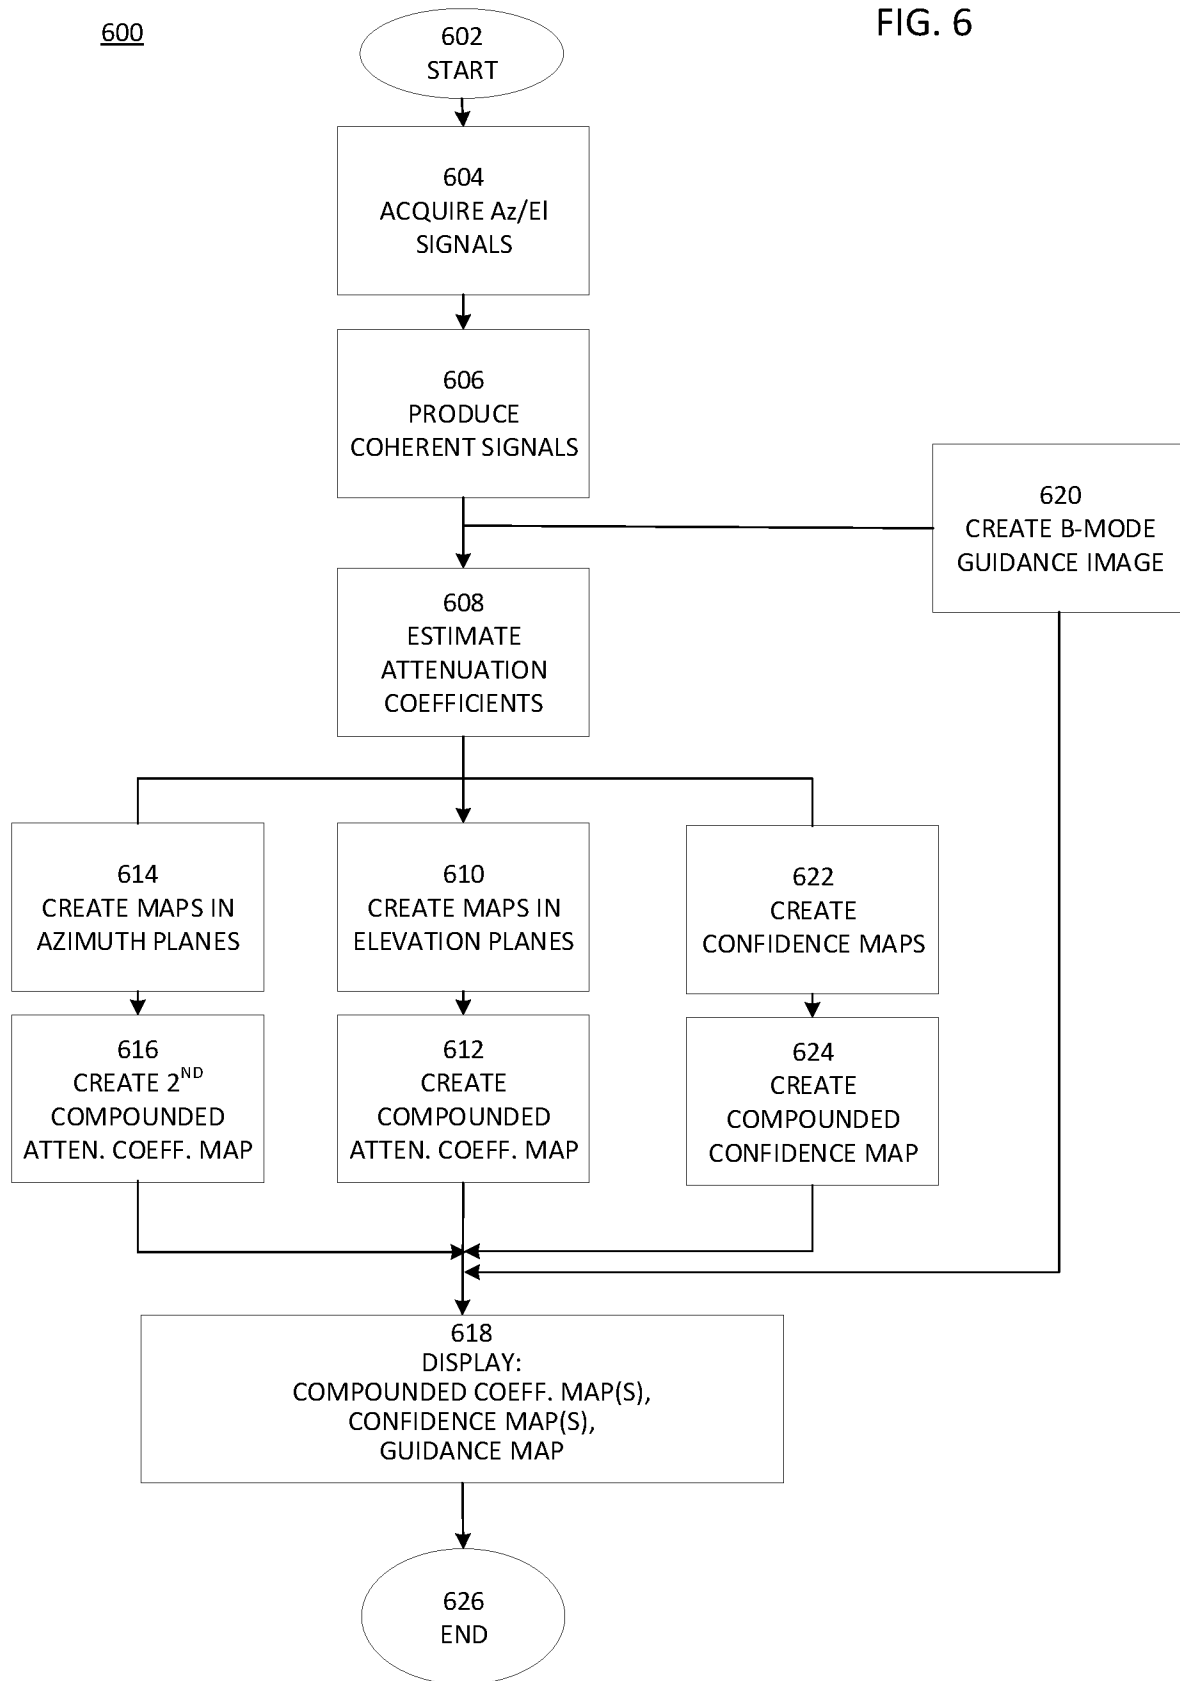 600
FIG. 6
602
START
604
ACQUIRE Az/El
SIGNALS
606
PRODUCE
COHERENT SIGNALS
620
CREATE B-MODE
GUIDANCE IMAGE
608
ESTIMATE
ATTENUATION
COEFFICIENTS
614
CREATE MAPS IN
AZIMUTH PLANES
610
CREATE MAPS IN
ELEVATION PLANES
622
CREATE
CONFIDENCE MAPS
616
CREATE 2ND
COMPOUNDED
ATTEN. COEFF. MAP
612
CREATE
COMPOUNDED
ATTEN. COEFF. MAP
624
CREATE
COMPOUNDED
CONFIDENCE MAP
618
DISPLAY:
COMPOUNDED COEFF. MAP(S),
CONFIDENCE MAP(S),
GUIDANCE MAP
626
END